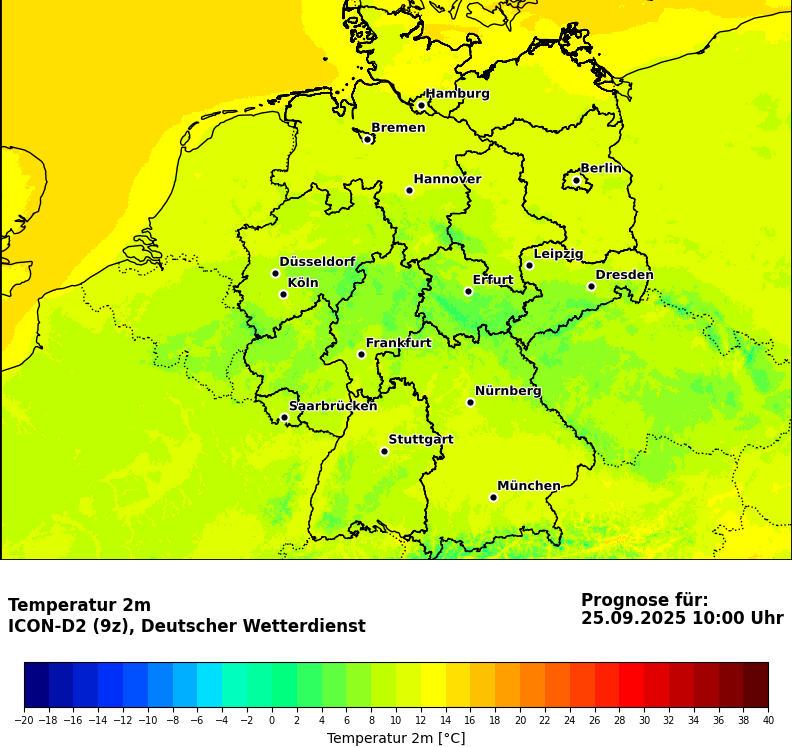 Hamburg
Bremen
Berlin
Hannover
Leipzig
Düsseldorf
Dresden
Köln
Erfurt
Frankfurt
Nürnberg
Saarbrücken
Stuttgart
München
Temperatur 2m
ICON-D2 (9z), Deutscher Wetterdienst
Prognose für:
25.09.2025 10:00 Uhr
−20 −18 −16 −14 −12 −10 −8 −6 −4 −2 0 2 4 6 8 10 12 14 16 18 20 22 24 26 28 30 32 34 36 38 40
Temperatur 2m [°C]